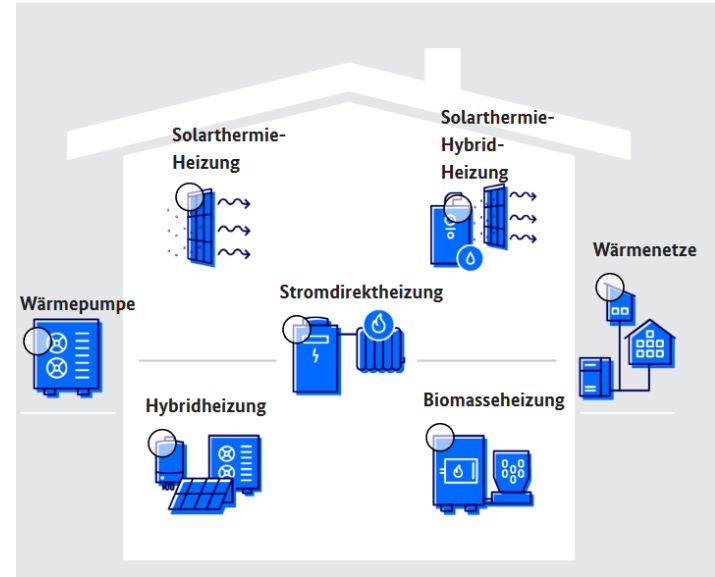 Solarthermie-
Heizung
Solarthermie-
Hybrid-
Heizung
Wärmenetze
Wärmepumpe
Stromdirektheizung
Hybridheizung
Biomasseheizung